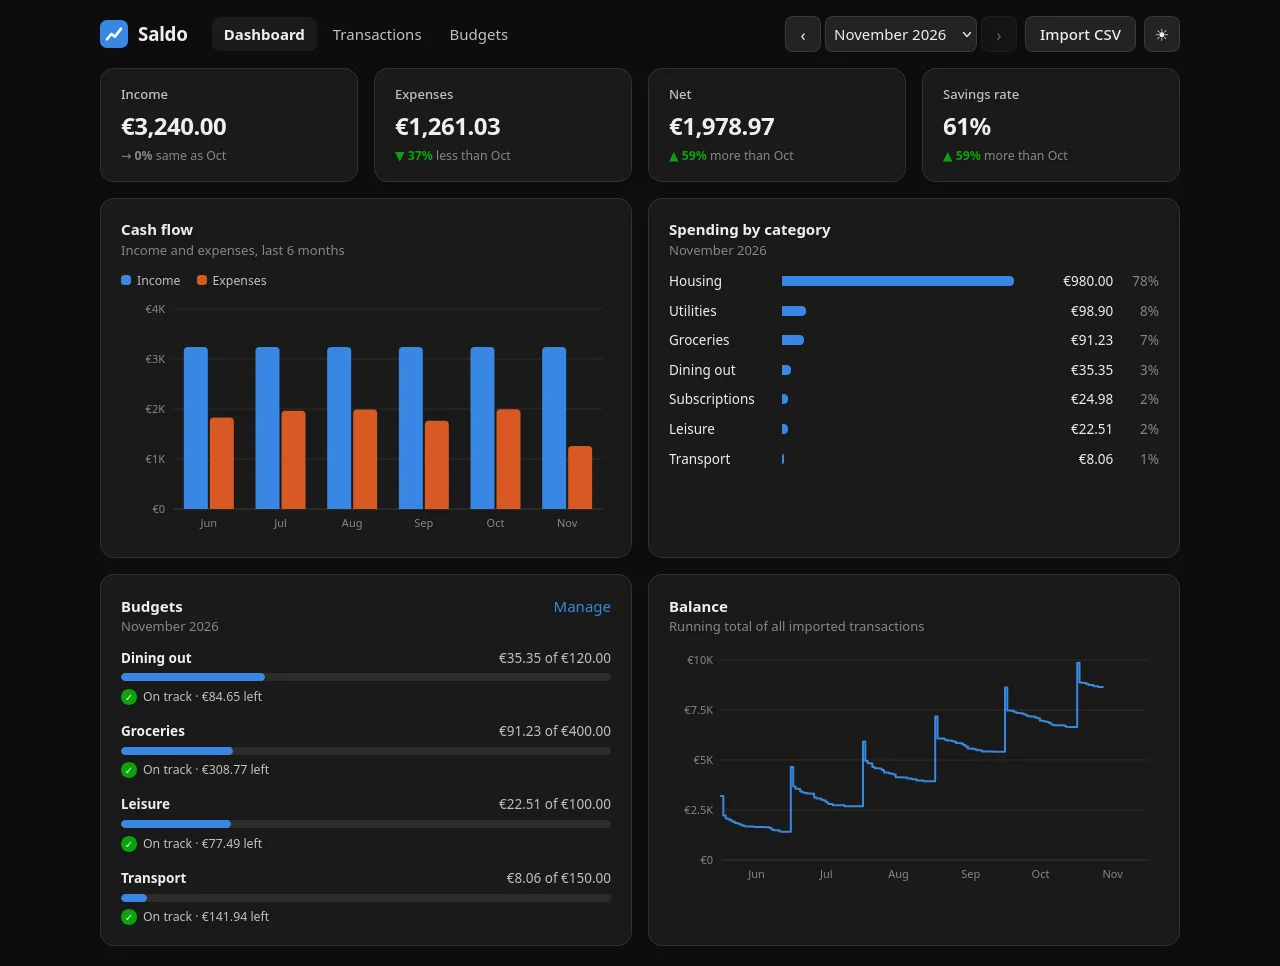 Saldo Dashboard Transactions Budgets ‹ November 2026 › Import CSV
Income
€3,240.00
→ 0% same as Oct
Expenses
€1,261.03
▼ 37% less than Oct
Net
€1,978.97
▲ 59% more than Oct
Savings rate
61%
▲ 59% more than Oct
Cash flow
Income and expenses, last 6 months
Income Expenses
€4K
€3K
€2K
€1K
€0
Jun Jul Aug Sep Oct Nov
Spending by category
November 2026
Housing €980.00 78%
Utilities €98.90 8%
Groceries €91.23 7%
Dining out €35.35 3%
Subscriptions €24.98 2%
Leisure €22.51 2%
Transport €8.06 1%
Budgets Manage
November 2026
Dining out €35.35 of €120.00
On track · €84.65 left
Groceries €91.23 of €400.00
On track · €308.77 left
Leisure €22.51 of €100.00
On track · €77.49 left
Transport €8.06 of €150.00
On track · €141.94 left
Balance
Running total of all imported transactions
€10K
€7.5K
€5K
€2.5K
€0
Jun Jul Aug Sep Oct Nov